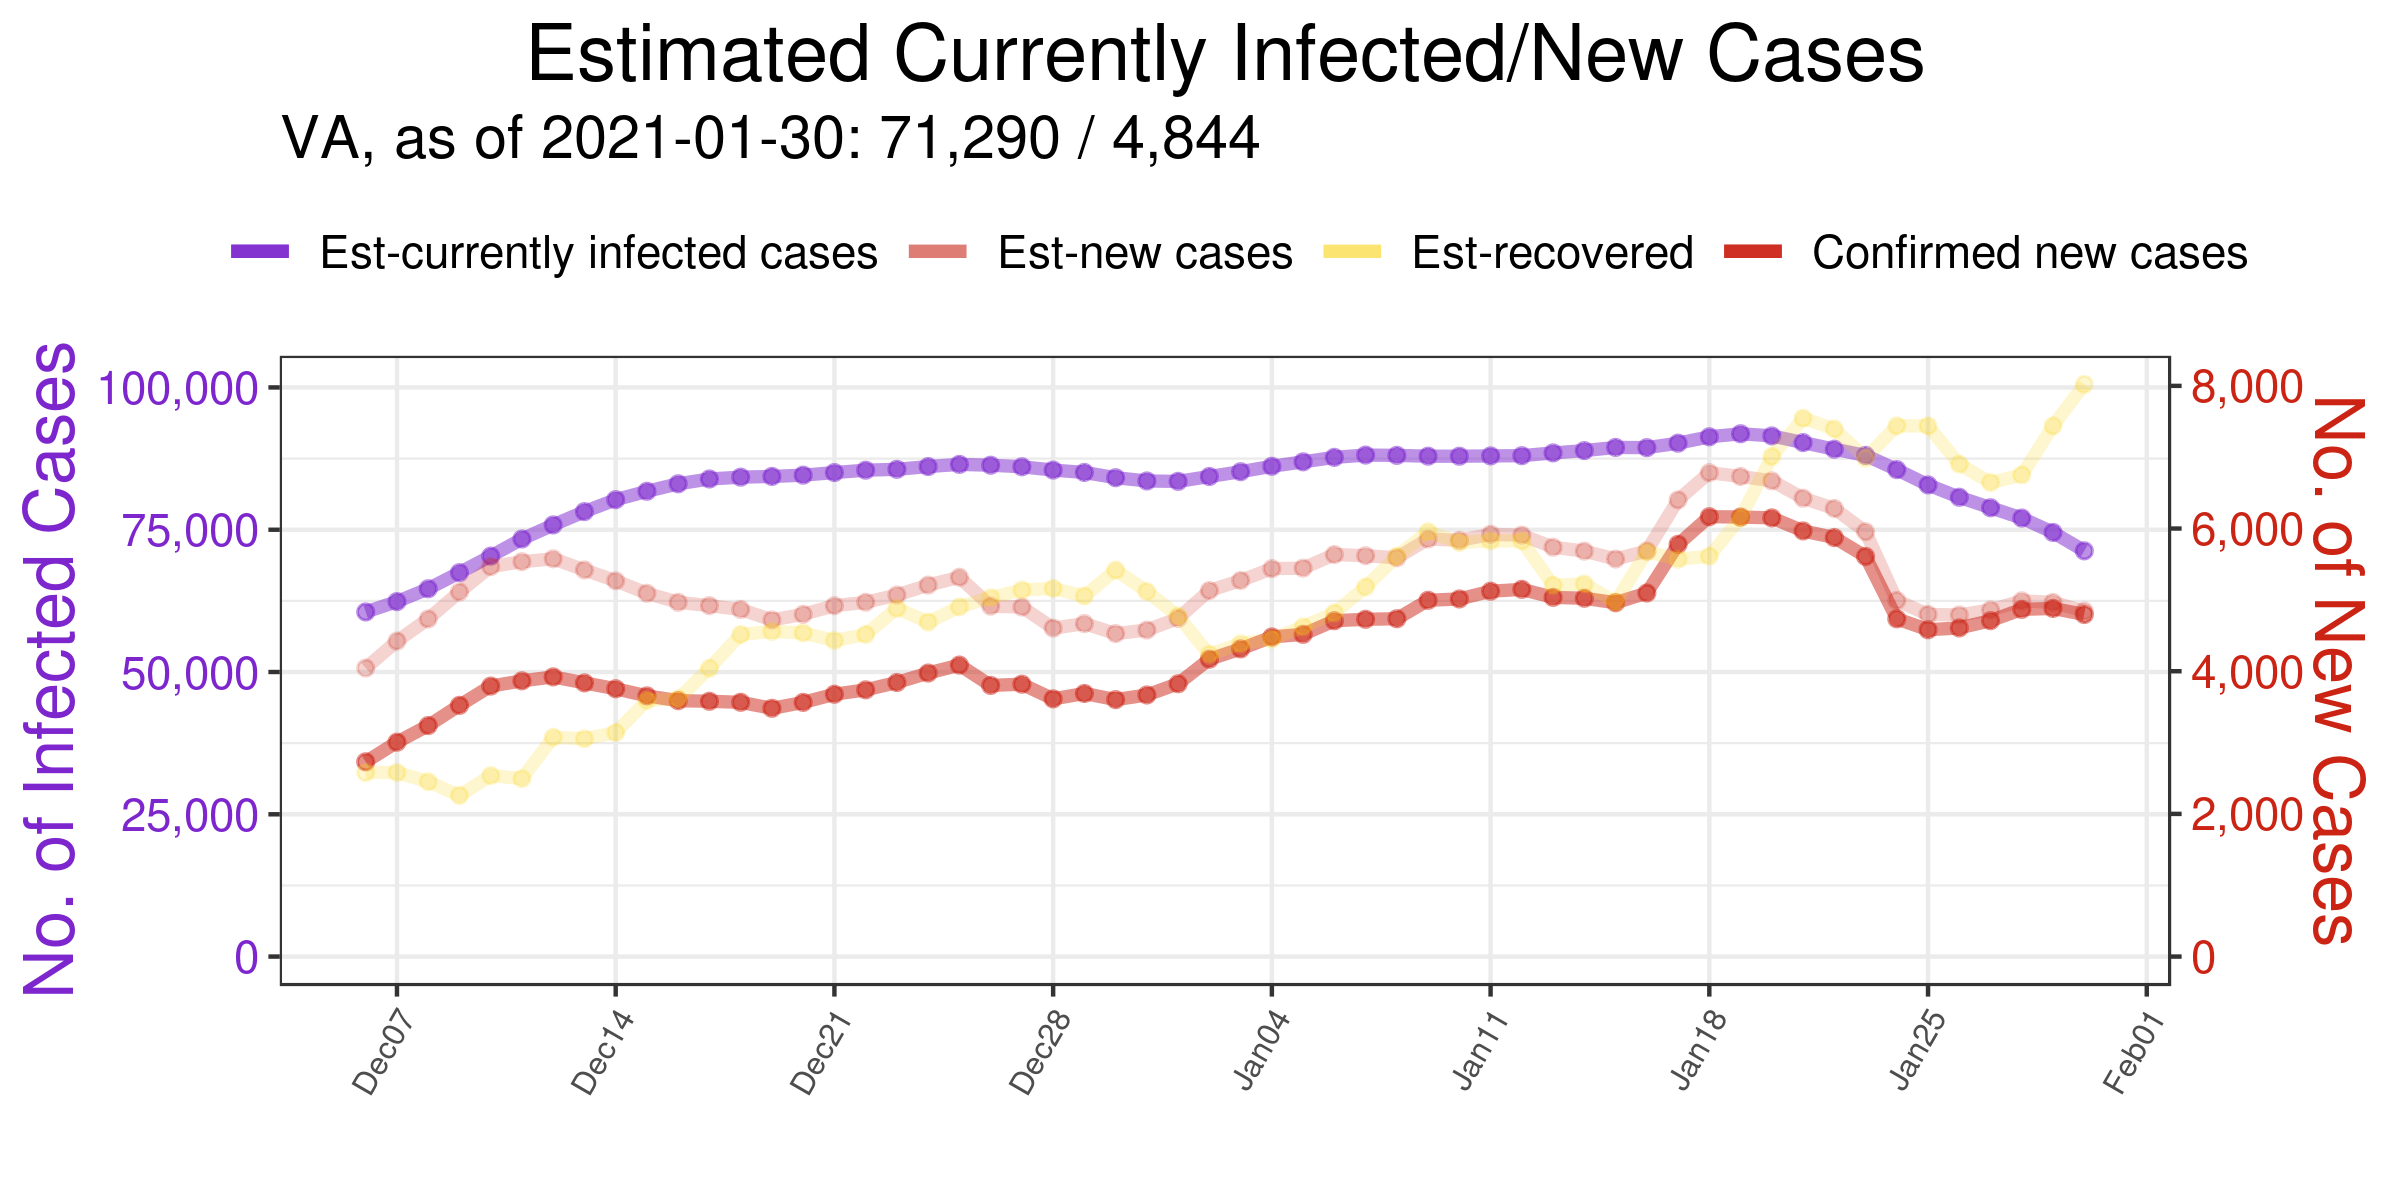 Estimated Currently Infected/New Cases
VA, as of 2021-01-30: 71,290 / 4,844
Est-currently infected cases Est-new cases Est-recovered Confirmed new cases
No. of Infected Cases
100,000
75,000
50,000
25,000
0
8,000
6,000
4,000
2,000
0
No. of New Cases
Dec07 Dec14 Dec21 Dec28 Jan04 Jan11 Jan18 Jan25 Feb01